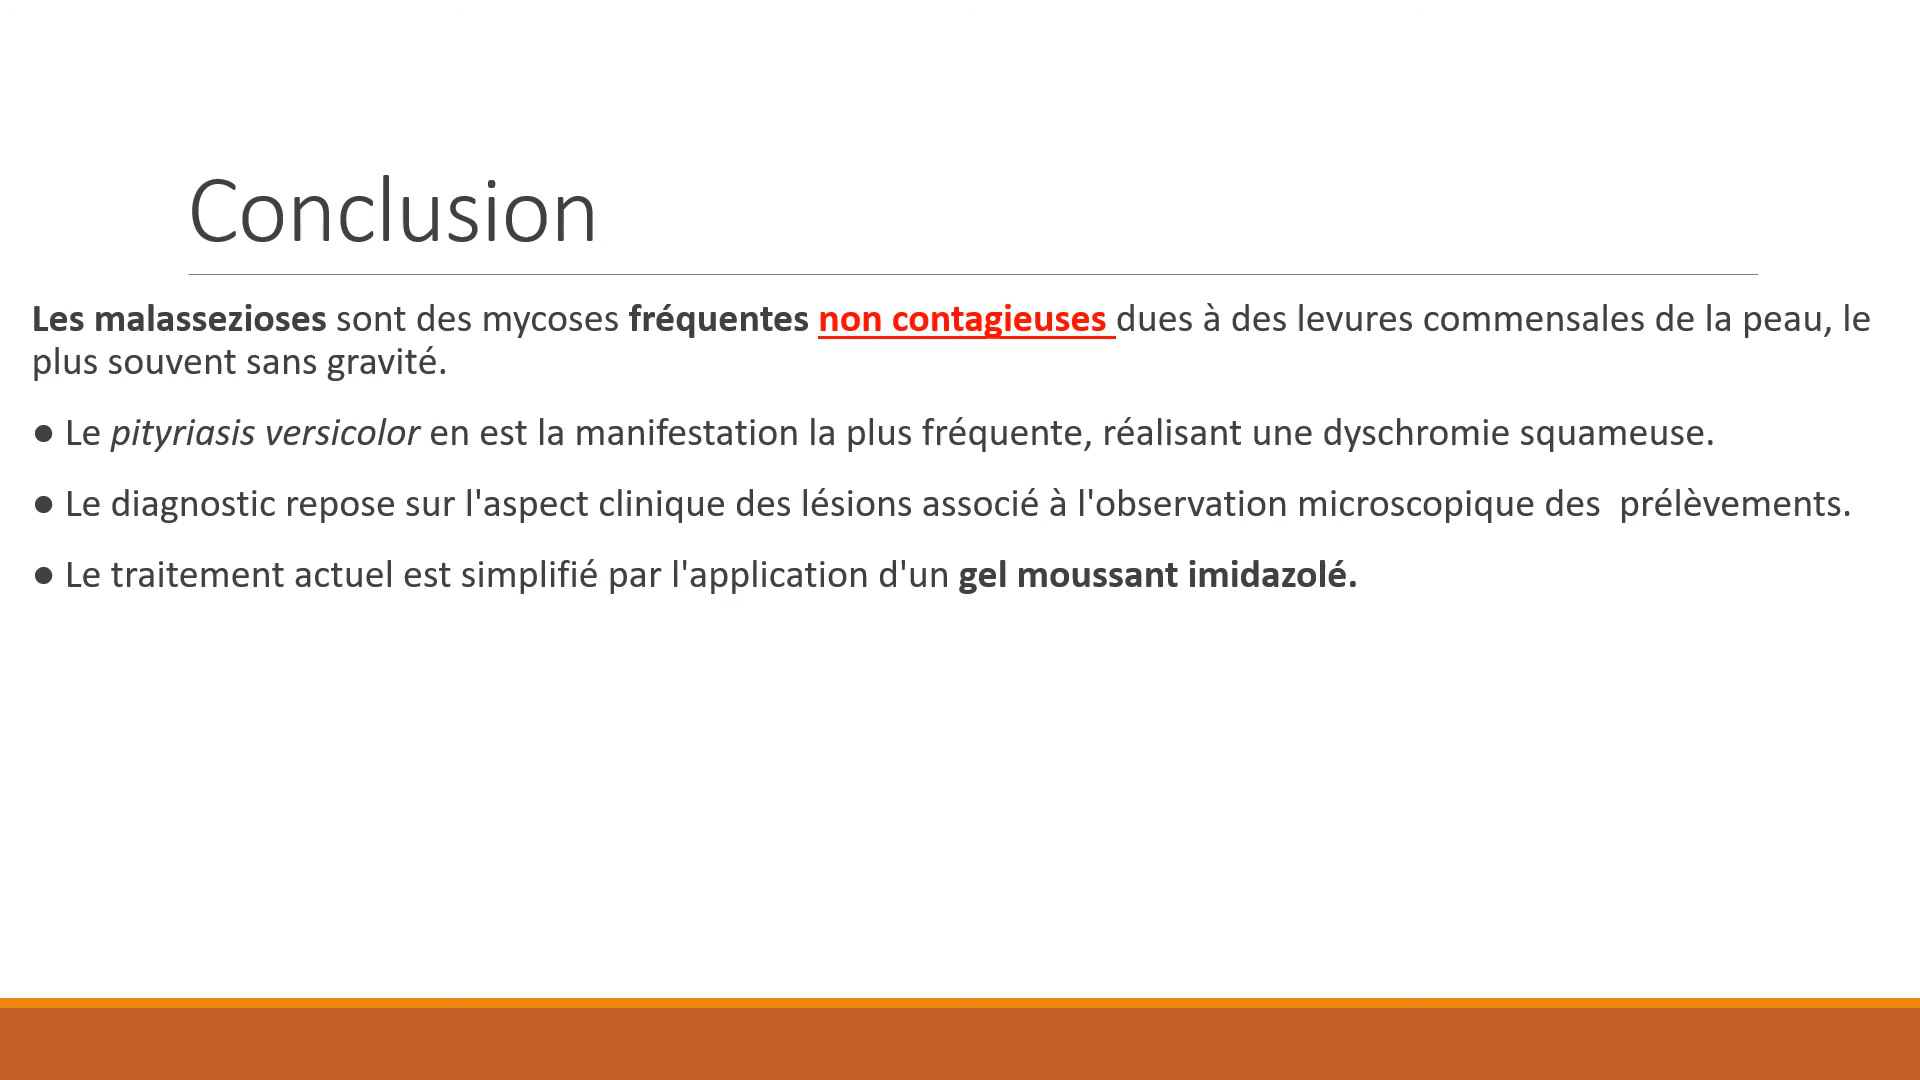 Conclusion
Les malassezioses sont des mycoses fréquentes non contagieuses dues à des levures commensales de la peau, le
plus souvent sans gravité.
● Le pityriasis versicolor en est la manifestation la plus fréquente, réalisant une dyschromie squameuse.
● Le diagnostic repose sur l'aspect clinique des lésions associé à l'observation microscopique des  prélèvements.
● Le traitement actuel est simplifié par l'application d'un gel moussant imidazolé.